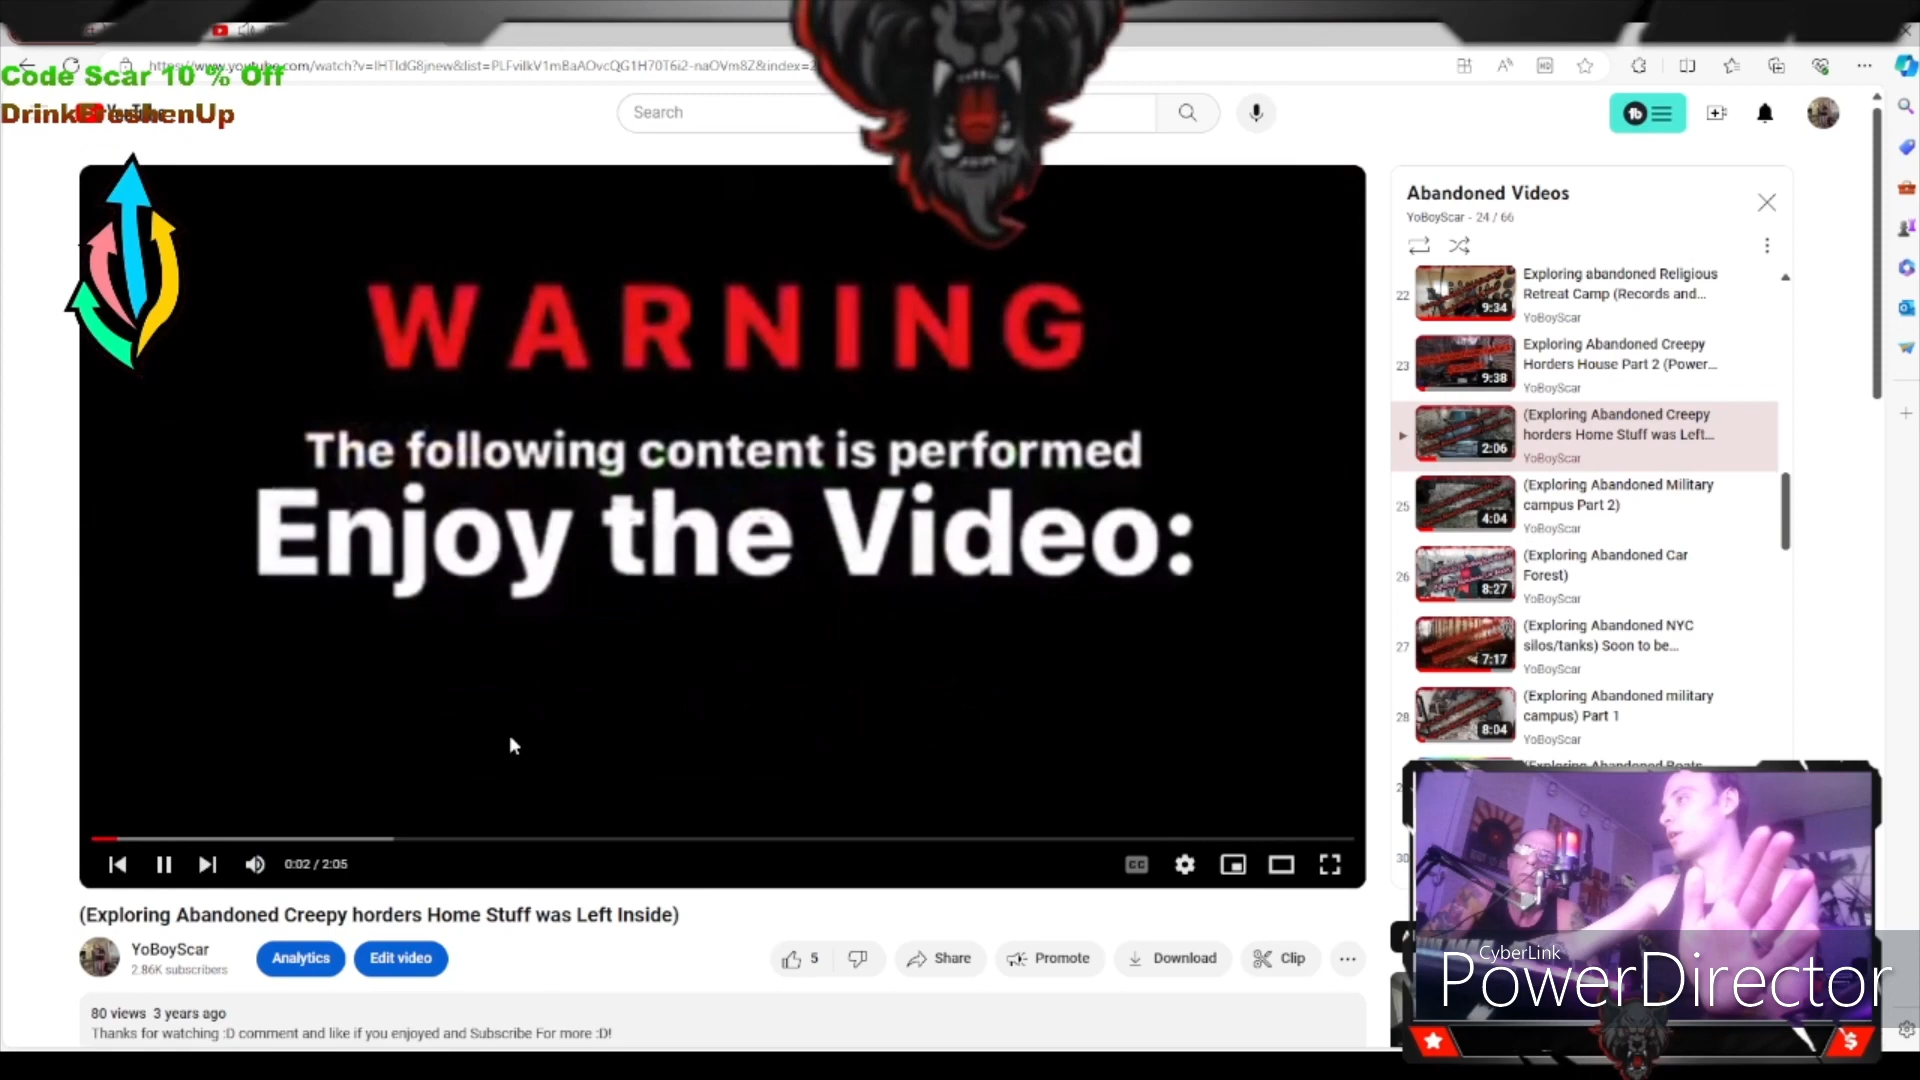 Code Scar 10 % Off
DrinkFreshenUp
Search
WARNING
The following content is performed
Enjoy the Video:
0:02 / 2:05
CC
(Exploring Abandoned Creepy horders Home Stuff was Left Inside)
YoBoyScar
2.86K subscribers
Analytics
Edit video
5
Share
Promote
Download
Clip
80 views 3 years ago
Thanks for watching :D comment and like if you enjoyed and Subscribe For more :D!
Abandoned Videos
YoBoyScar - 24 / 66
22
9:34
Exploring abandoned Religious
Retreat Camp (Records and...
YoBoyScar
23
9:38
Exploring Abandoned Creepy
Horders House Part 2 (Power...
YoBoyScar
2:06
(Exploring Abandoned Creepy
horders Home Stuff was Left...
YoBoyScar
25
4:04
(Exploring Abandoned Military
campus Part 2)
YoBoyScar
26
8:27
(Exploring Abandoned Car
Forest)
YoBoyScar
27
7:17
(Exploring Abandoned NYC
silos/tanks) Soon to be...
YoBoyScar
28
8:04
(Exploring Abandoned military
campus) Part 1
YoBoyScar
(Exploring Abandoned Boats
30
CyberLink
PowerDirector